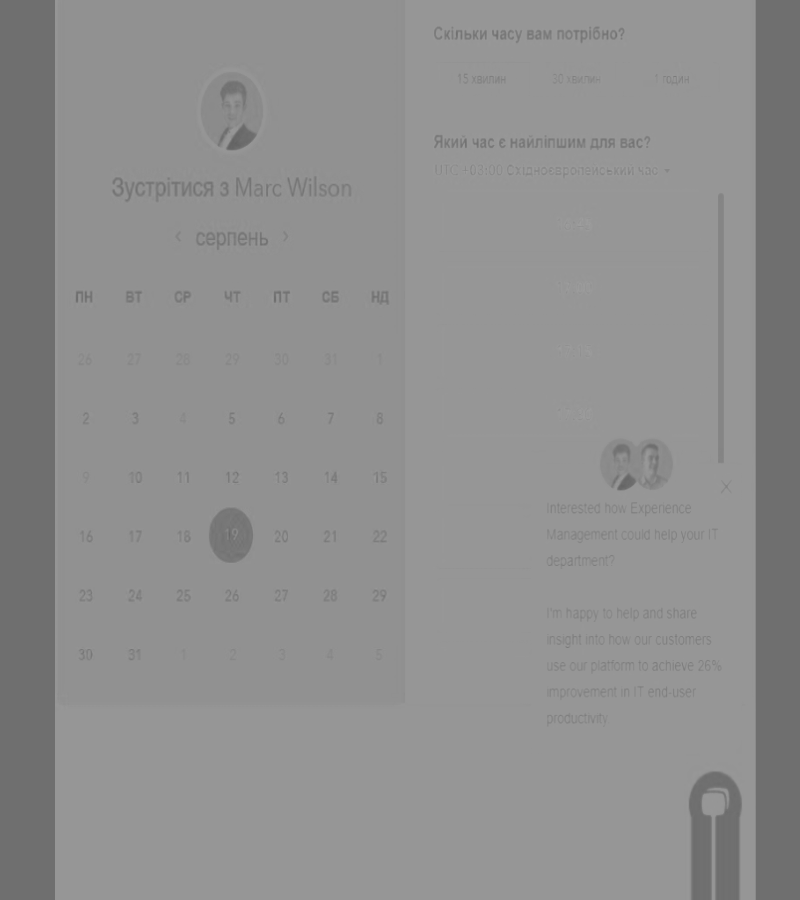 Зустрітися з Marc Wilson
серпень
ПН ВТ СР ЧТ ПТ СБ НД
26 27 28 29 30 31 1
2 3 4 5 6 7 8
9 10 11 12 13 14 15
16 17 18 19 20 21 22
23 24 25 26 27 28 29
30 31 1 2 3 4 5
Скільки часу вам потрібно?
15 хвилин 30 хвилин 1 годин
Який час є найліпшим для вас?
UTC +03:00 Східноєвропейський час
Interested how Experience
Management could help your IT
department?
I'm happy to help and share
insight into how our customers
use our platform to achieve 26%
improvement in IT end-user
productivity